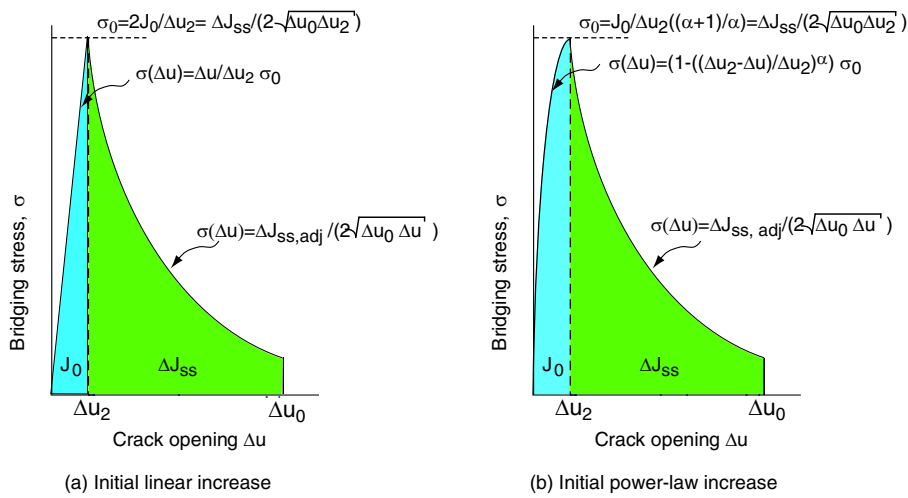 σ0=2J0/Δu2= ΔJss/(2√Δu0Δu2)
σ(Δu)=Δu/Δu2 σ0
σ(Δu)=ΔJss,adj /(2√Δu0 Δu)
Bridging stress, σ
J0
ΔJss
Δu2
Δu0
Crack opening Δu
(a) Initial linear increase
σ0=J0/Δu2((α+1)/α)=ΔJss/(2√Δu0Δu2)
σ(Δu)=(1-((Δu2-Δu)/Δu2)α) σ0
σ(Δu)=ΔJss, adj/(2√Δu0 Δu)
Bridging stress, σ
J0
ΔJss
Δu2
Δu0
Crack opening Δu
(b) Initial power-law increase